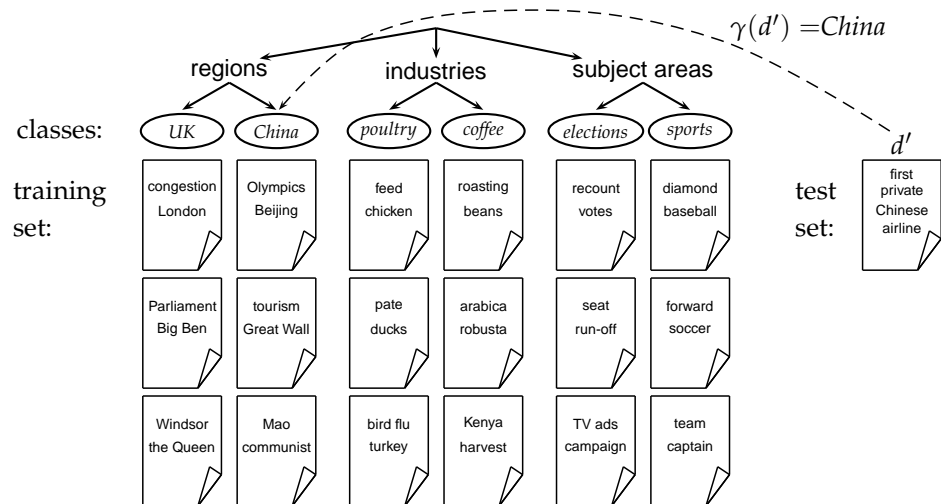 γ(d′) =China
regions industries subject areas
classes: UK China poultry coffee elections sports
d′
training set:
congestion London
Olympics Beijing
feed chicken
roasting beans
recount votes
diamond baseball
test set:
first private Chinese airline
Parliament Big Ben
tourism Great Wall
pate ducks
arabica robusta
seat run-off
forward soccer
Windsor the Queen
Mao communist
bird flu turkey
Kenya harvest
TV ads campaign
team captain